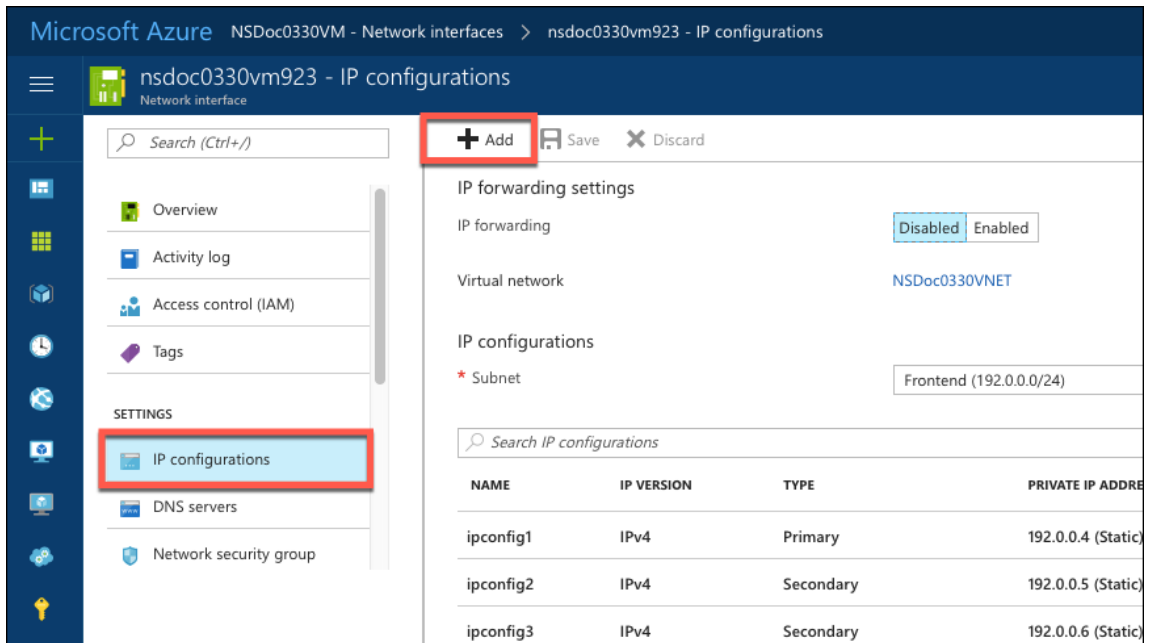 Microsoft Azure NSDoc0330VM - Network interfaces > nsdoc0330vm923 - IP configurations
nsdoc0330vm923 - IP configurations
Network interface
Search (Ctrl+/)
Overview
Activity log
Access control (IAM)
Tags
SETTINGS
IP configurations
DNS servers
Network security group
Add Save Discard
IP forwarding settings
IP forwarding Disabled Enabled
Virtual network NSDoc0330VNET
IP configurations
* Subnet Frontend (192.0.0.0/24)
Search IP configurations
NAME IP VERSION TYPE PRIVATE IP ADDRE
ipconfig1 IPv4 Primary 192.0.0.4 (Static)
ipconfig2 IPv4 Secondary 192.0.0.5 (Static)
ipconfig3 IPv4 Secondary 192.0.0.6 (Static)